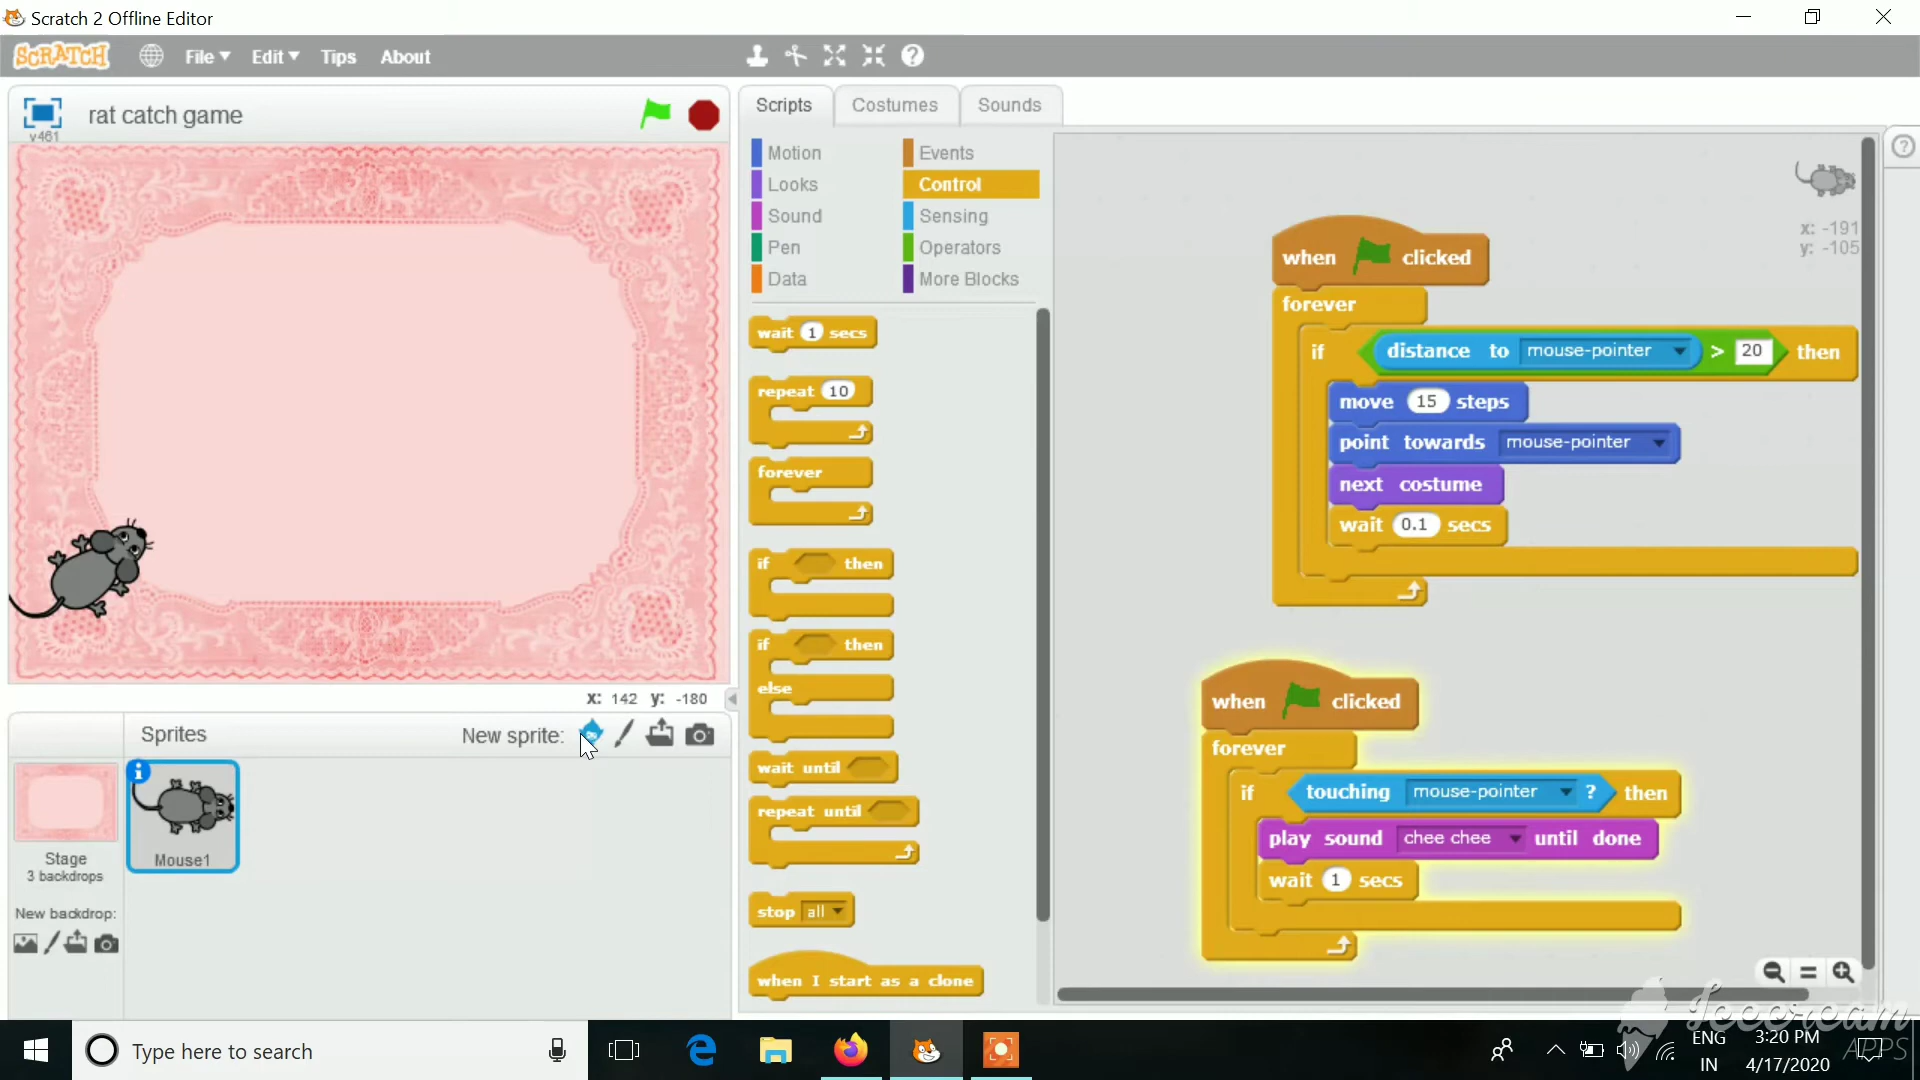 Scratch 2 Offline Editor
SCRATCH
File Edit Tips About
v461
rat catch game
Scripts Costumes Sounds
Motion
Looks
Sound
Pen
Data
Events
Control
Sensing
Operators
More Blocks
wait 1 secs
repeat 10
forever
if then
if then
else
wait until
repeat until
stop all
when I start as a clone
x: -191
y: -105
when clicked
forever
if distance to mouse-pointer > 20 then
move 15 steps
point towards mouse-pointer
next costume
wait 0.1 secs
when clicked
forever
if touching mouse-pointer ? then
play sound chee chee until done
wait 1 secs
x: 142 y: -180
Sprites
New sprite:
Mouse1
Stage
3 backdrops
New backdrop:
Icecream
APPS
Type here to search
ENG
IN
3:20 PM
4/17/2020